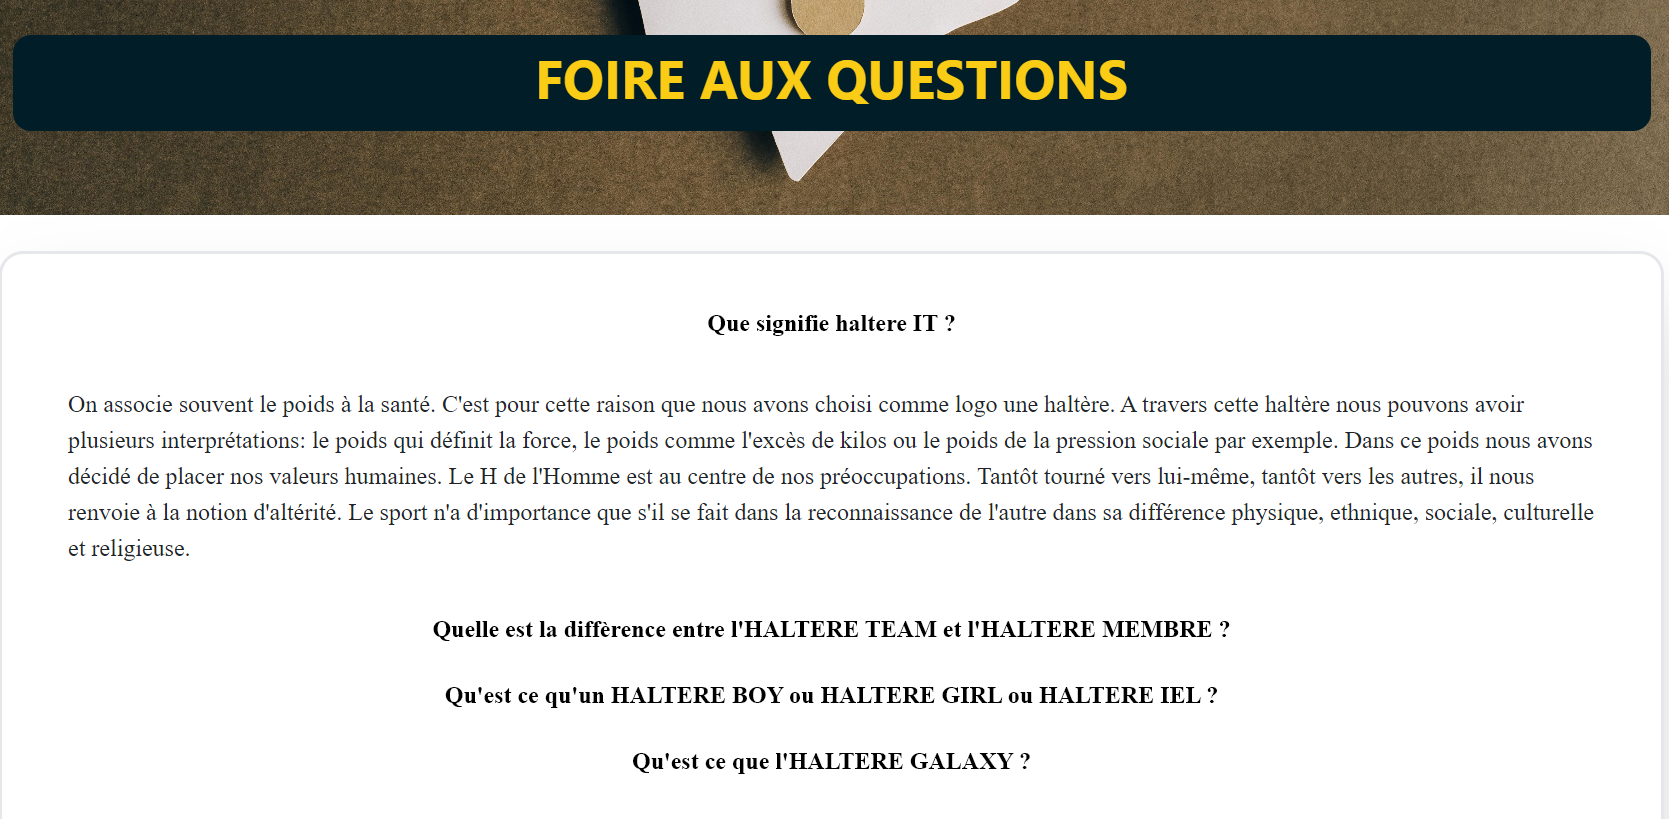 FOIRE AUX QUESTIONS
Que signifie haltere IT ?
On associe souvent le poids à la santé. C'est pour cette raison que nous avons choisi comme logo une haltère. A travers cette haltère nous pouvons avoir
plusieurs interprétations: le poids qui définit la force, le poids comme l'excès de kilos ou le poids de la pression sociale par exemple. Dans ce poids nous avons
décidé de placer nos valeurs humaines. Le H de l'Homme est au centre de nos préoccupations. Tantôt tourné vers lui-même, tantôt vers les autres, il nous
renvoie à la notion d'altérité. Le sport n'a d'importance que s'il se fait dans la reconnaissance de l'autre dans sa différence physique, ethnique, sociale, culturelle
et religieuse.
Quelle est la diffèrence entre l'HALTERE TEAM et l'HALTERE MEMBRE ?
Qu'est ce qu'un HALTERE BOY ou HALTERE GIRL ou HALTERE IEL ?
Qu'est ce que l'HALTERE GALAXY ?